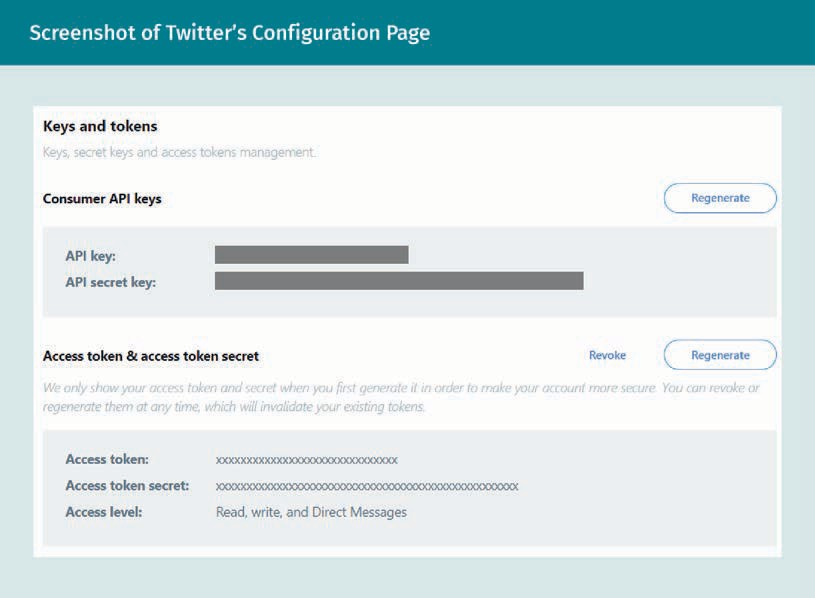 Screenshot of Twitter's Configuration Page
Keys and tokens
Keys, secret keys and access tokens management.
Consumer API keys
Regenerate
API key:
API secret key:
Access token & access token secret
Revoke
Regenerate
We only show your access token and secret when you first generate it in order to make your account more secure. You can revoke or
regenerate them at any time, which will invalidate your existing tokens.
Access token: xxxxxxxxxxxxxxxxxxxxxxxxxxxxxx
Access token secret: xxxxxxxxxxxxxxxxxxxxxxxxxxxxxxxxxxxxxxxxxxxxxxxxxx
Access level: Read, write, and Direct Messages